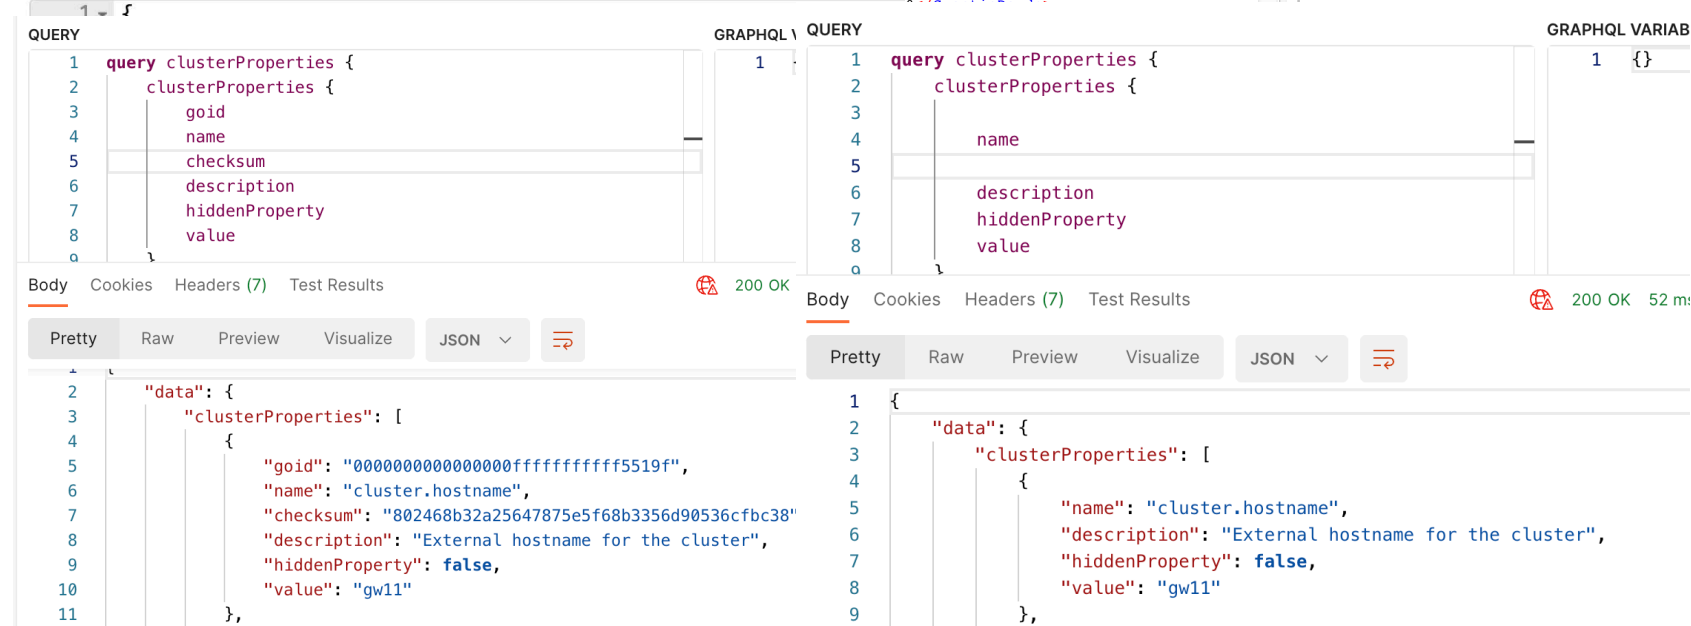 1 {
QUERY
GRAPHQL V
1
1 query clusterProperties {
2 clusterProperties {
3 goid
4 name
5 checksum
6 description
7 hiddenProperty
8 value
9 }
Body Cookies Headers (7) Test Results
200 OK
Pretty Raw Preview Visualize JSON
1 {
2 "data": {
3 "clusterProperties": [
4 {
5 "goid": "0000000000000000fffffffffff5519f",
6 "name": "cluster.hostname",
7 "checksum": "802468b32a25647875e5f68b3356d90536cfbc38"
8 "description": "External hostname for the cluster",
9 "hiddenProperty": false,
10 "value": "gw11"
11 },
QUERY
GRAPHQL VARIAB
1 {}
1 query clusterProperties {
2 clusterProperties {
3
4 name
5
6 description
7 hiddenProperty
8 value
9 }
Body Cookies Headers (7) Test Results
200 OK 52 ms
Pretty Raw Preview Visualize JSON
1 {
2 "data": {
3 "clusterProperties": [
4 {
5 "name": "cluster.hostname",
6 "description": "External hostname for the cluster",
7 "hiddenProperty": false,
8 "value": "gw11"
9 },